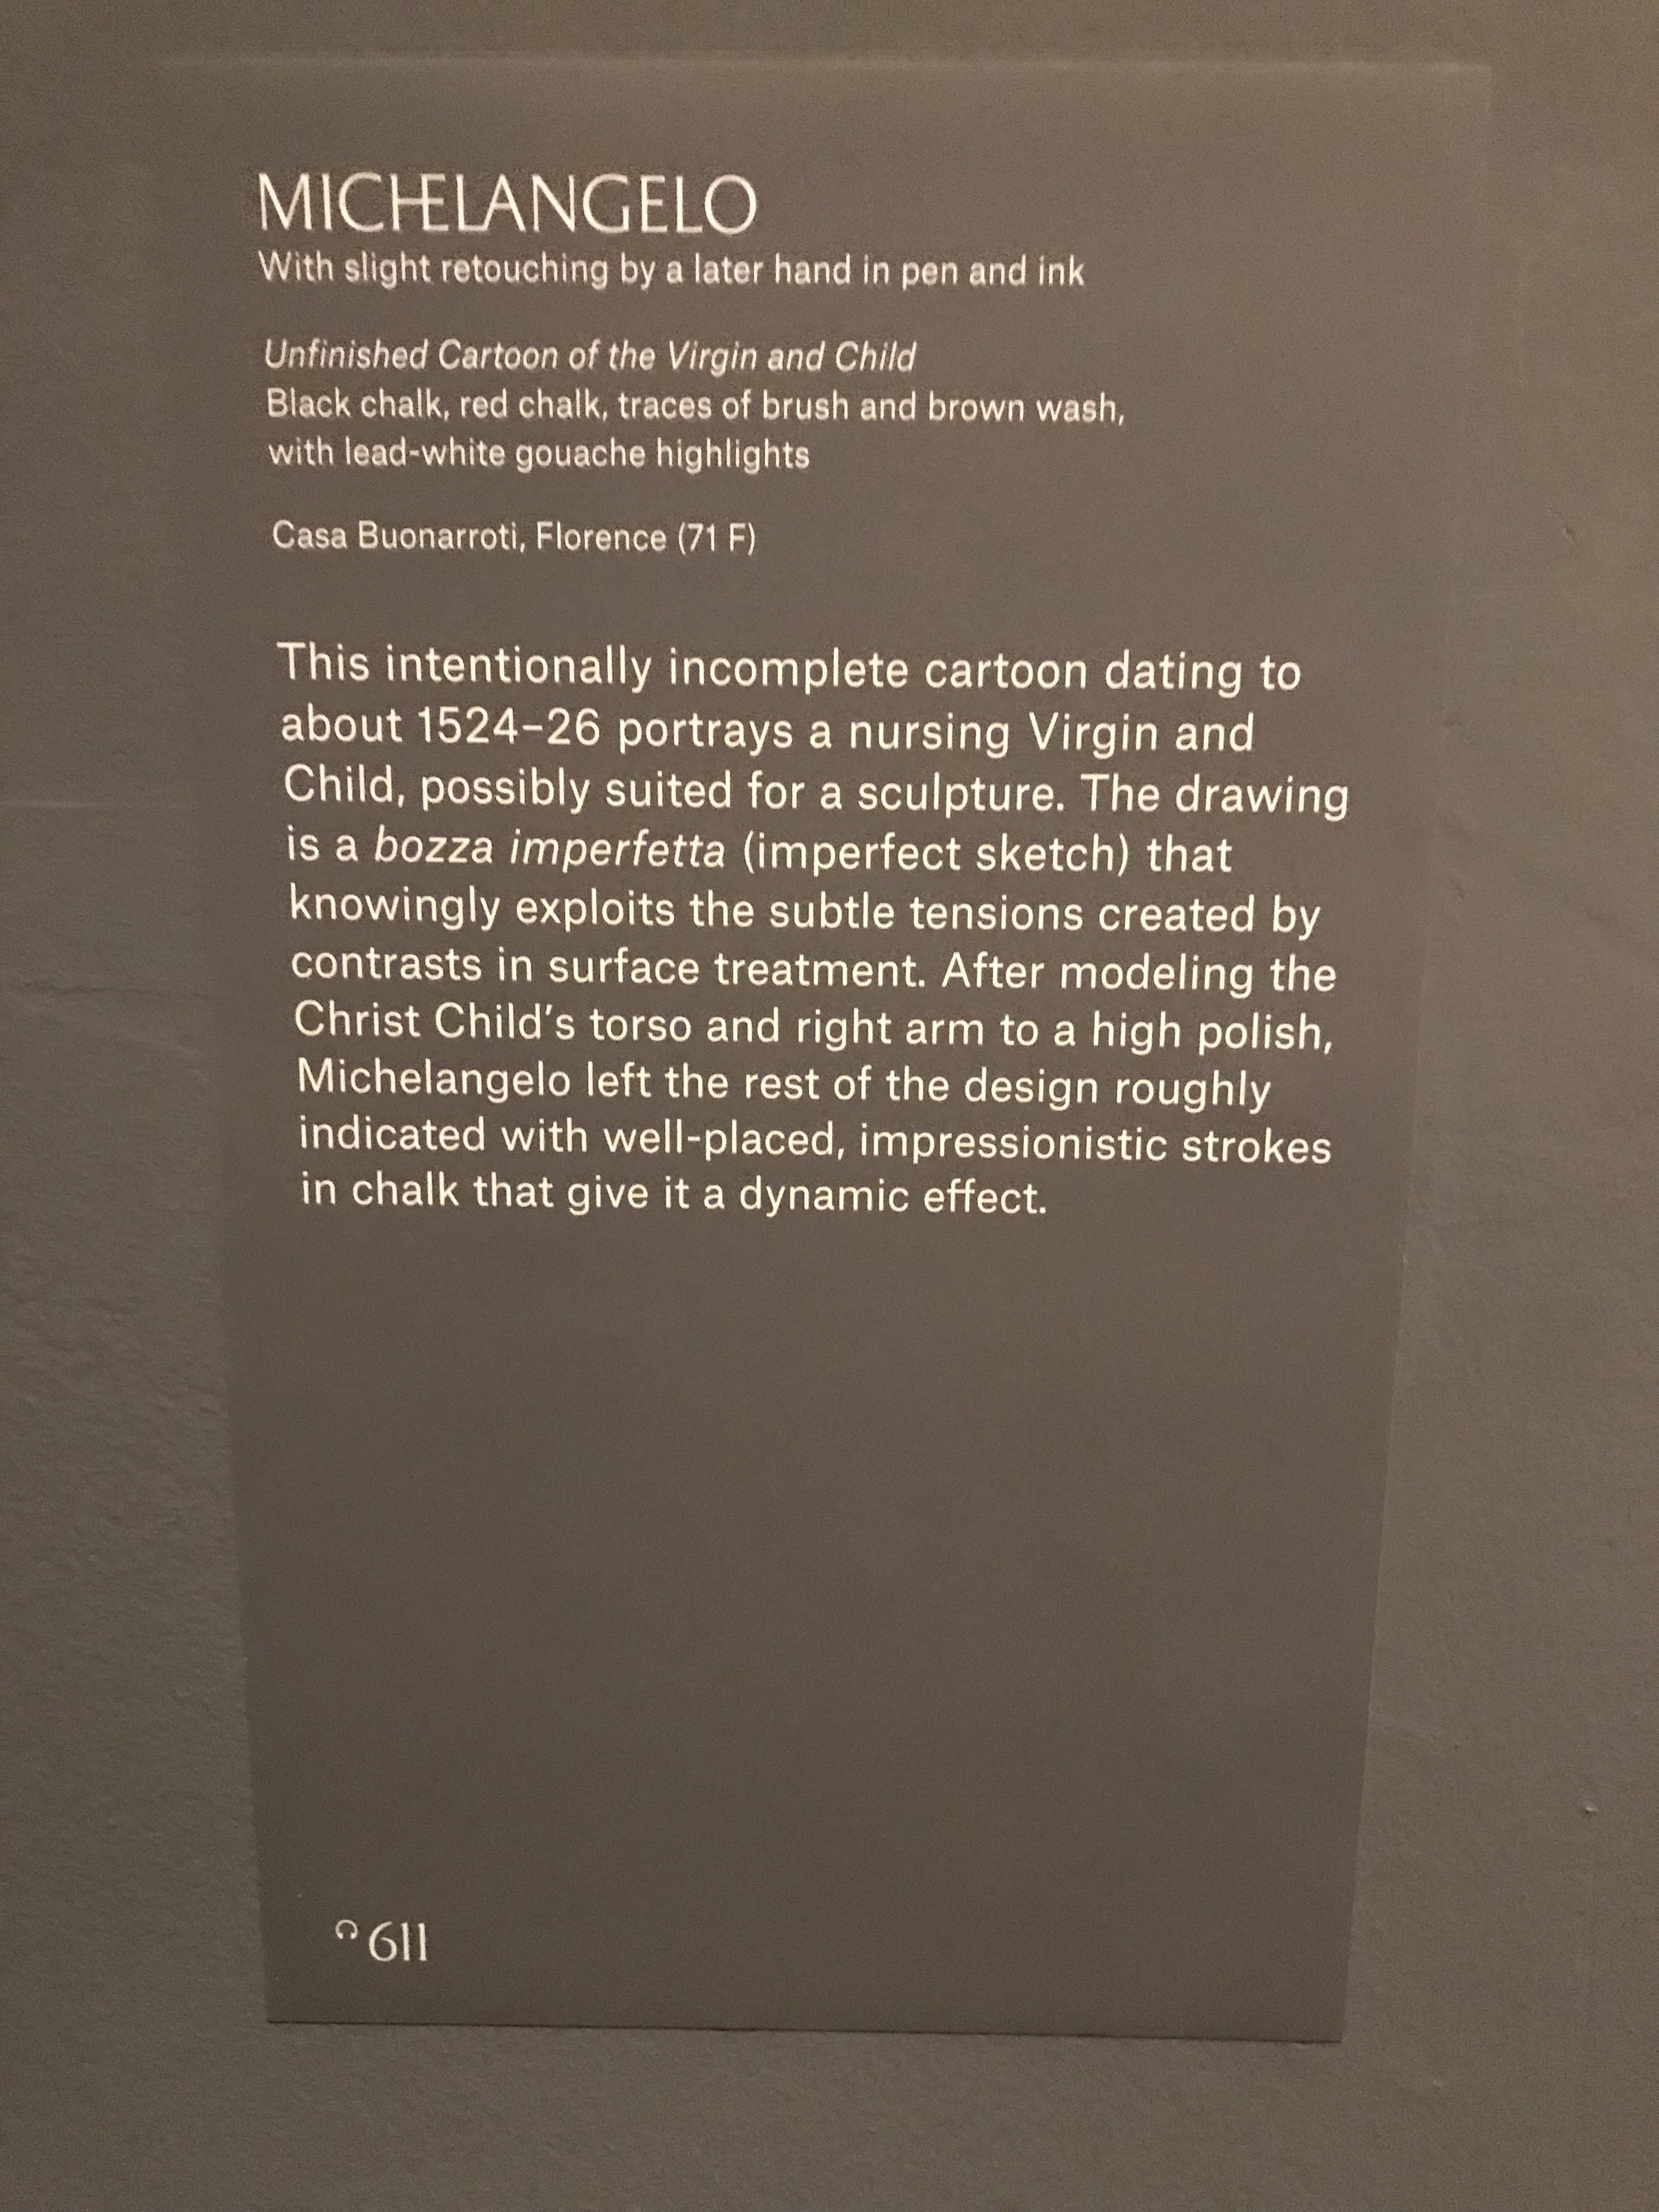 MICHELANGELO
With slight retouching by a later hand in pen and ink
Unfinished Cartoon of the Virgin and Child
Black chalk, red chalk, traces of brush and brown wash,
with lead-white gouache highlights
Casa Buonarroti, Florence (71 F)
This intentionally incomplete cartoon dating to
about 1524–26 portrays a nursing Virgin and
Child, possibly suited for a sculpture. The drawing
is a bozza imperfetta (imperfect sketch) that
knowingly exploits the subtle tensions created by
contrasts in surface treatment. After modeling the
Christ Child's torso and right arm to a high polish,
Michelangelo left the rest of the design roughly
indicated with well-placed, impressionistic strokes
in chalk that give it a dynamic effect.
611